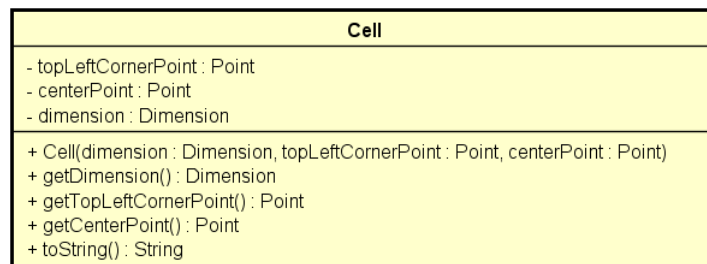 Cell
- topLeftCornerPoint : Point
- centerPoint : Point
- dimension : Dimension
+ Cell(dimension : Dimension, topLeftCornerPoint : Point, centerPoint : Point)
+ getDimension() : Dimension
+ getTopLeftCornerPoint() : Point
+ getCenterPoint() : Point
+ toString() : String